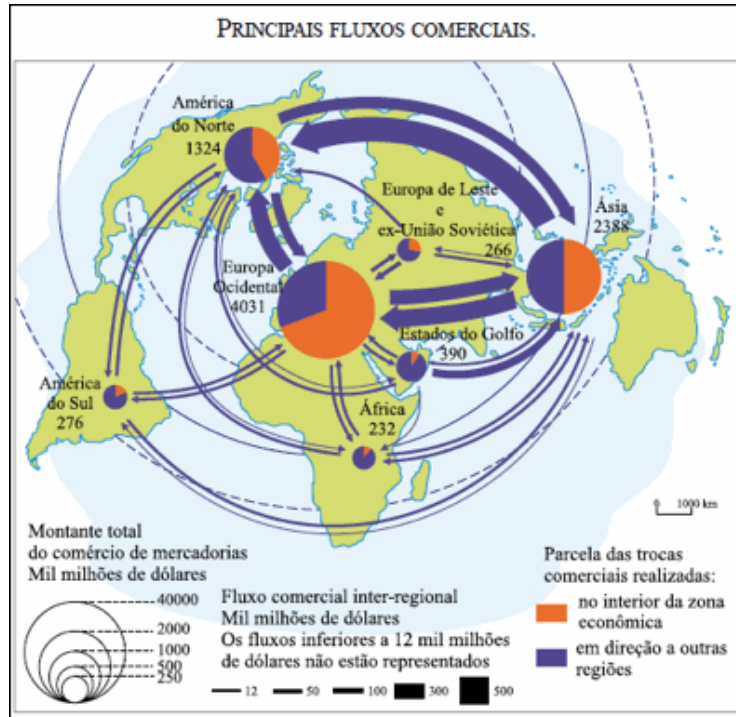 PRINCIPAIS FLUXOS COMERCIAIS.
América
do Norte
1324
Europa de Leste
e
ex-União Soviética
266
Ásia
2388
Europa
Ocidental
4031
Estados do Golfo
390
América
do Sul
276
África
232
0 1000 km
Montante total
do comércio de mercadorias
Mil milhões de dólares
40000
2000
1000
500
250
Fluxo comercial inter-regional
Mil milhões de dólares
Os fluxos inferiores a 12 mil milhões
de dólares não estão representados
12 50 100 300 500
Parcela das trocas
comerciais realizadas:
no interior da zona
econômica
em direção a outras
regiões